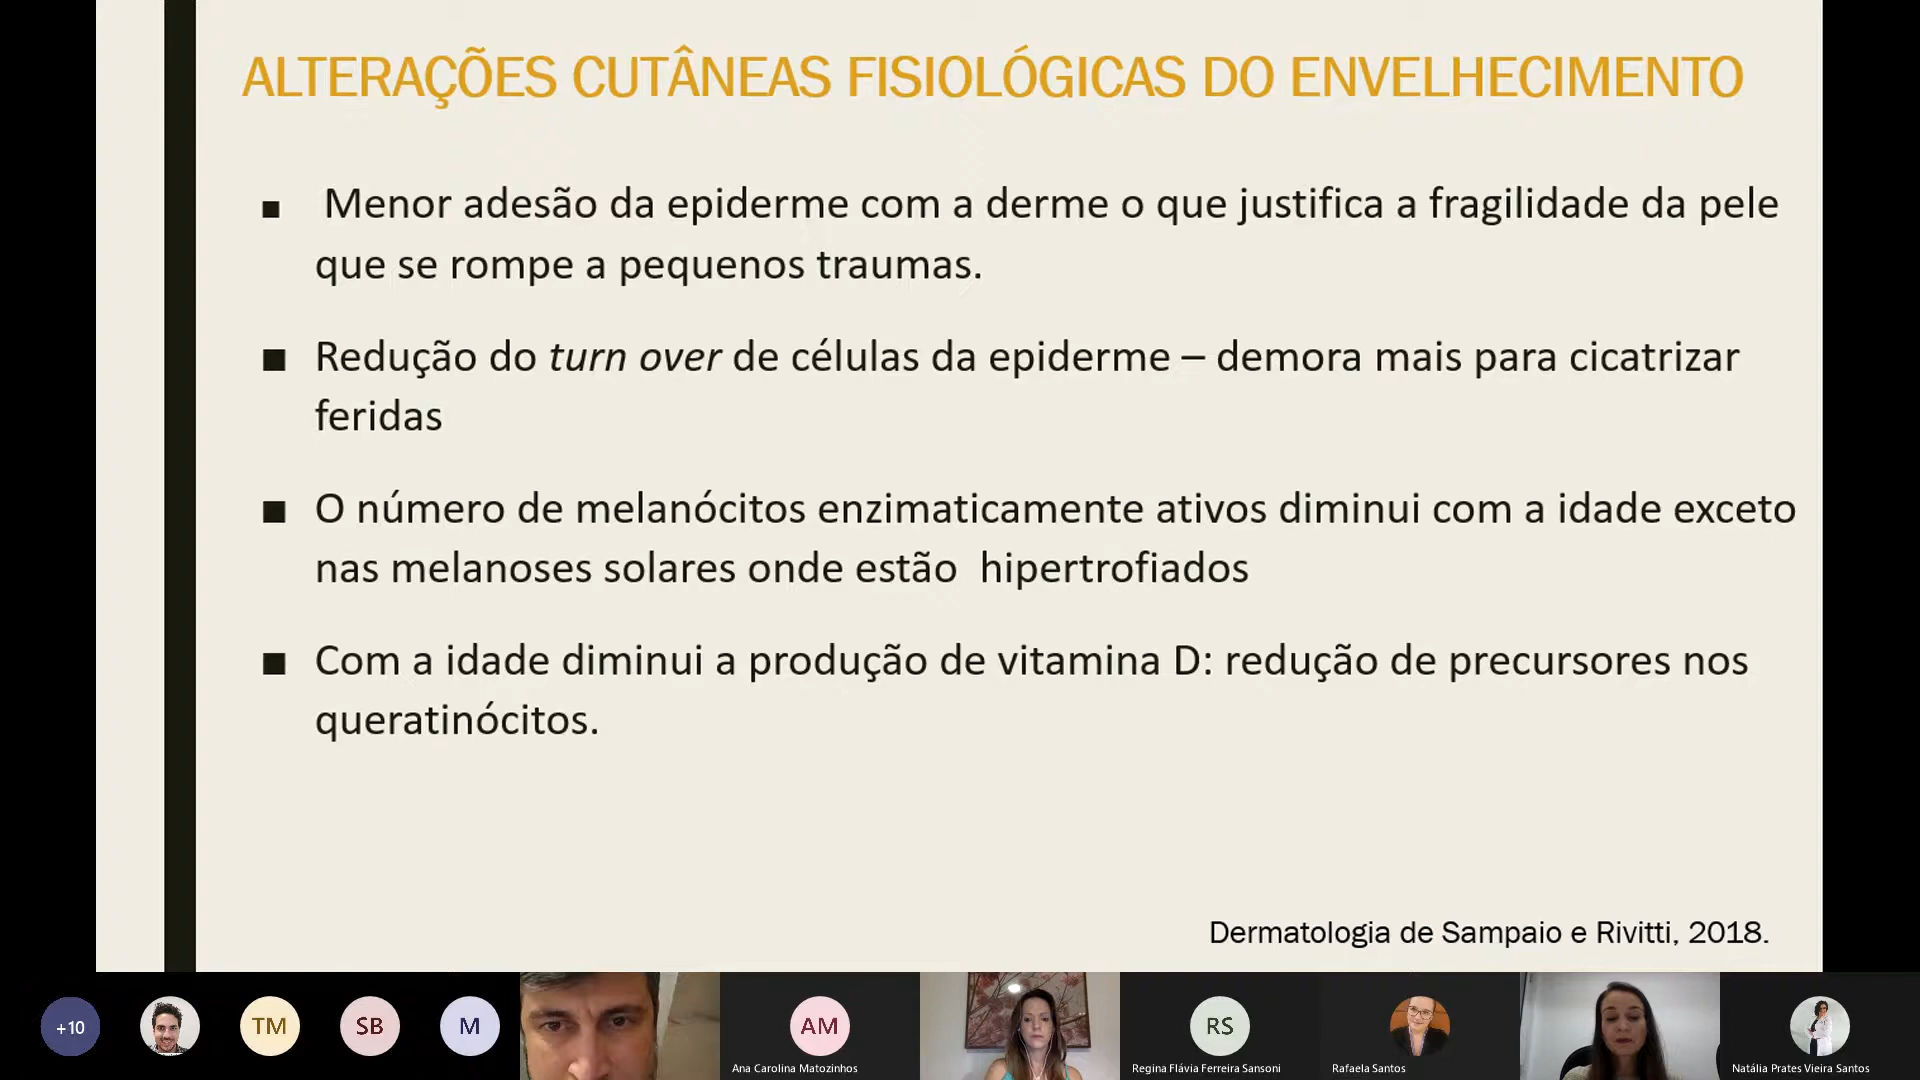 ALTERAÇÕES CUTÂNEAS FISIOLÓGICAS DO ENVELHECIMENTO
■ Menor adesão da epiderme com a derme o que justifica a fragilidade da pele
que se rompe a pequenos traumas.
■ Redução do turn over de células da epiderme – demora mais para cicatrizar
feridas
■ O número de melanócitos enzimaticamente ativos diminui com a idade exceto
nas melanoses solares onde estão hipertrofiados
■ Com a idade diminui a produção de vitamina D: redução de precursores nos
queratinócitos.
Dermatologia de Sampaio e Rivitti, 2018.
+10
TM
SB
M
AM
Ana Carolina Matozinhos
RS
Regina Flávia Ferreira Sansoni
Rafaela Santos
Natália Prates Vieira Santos